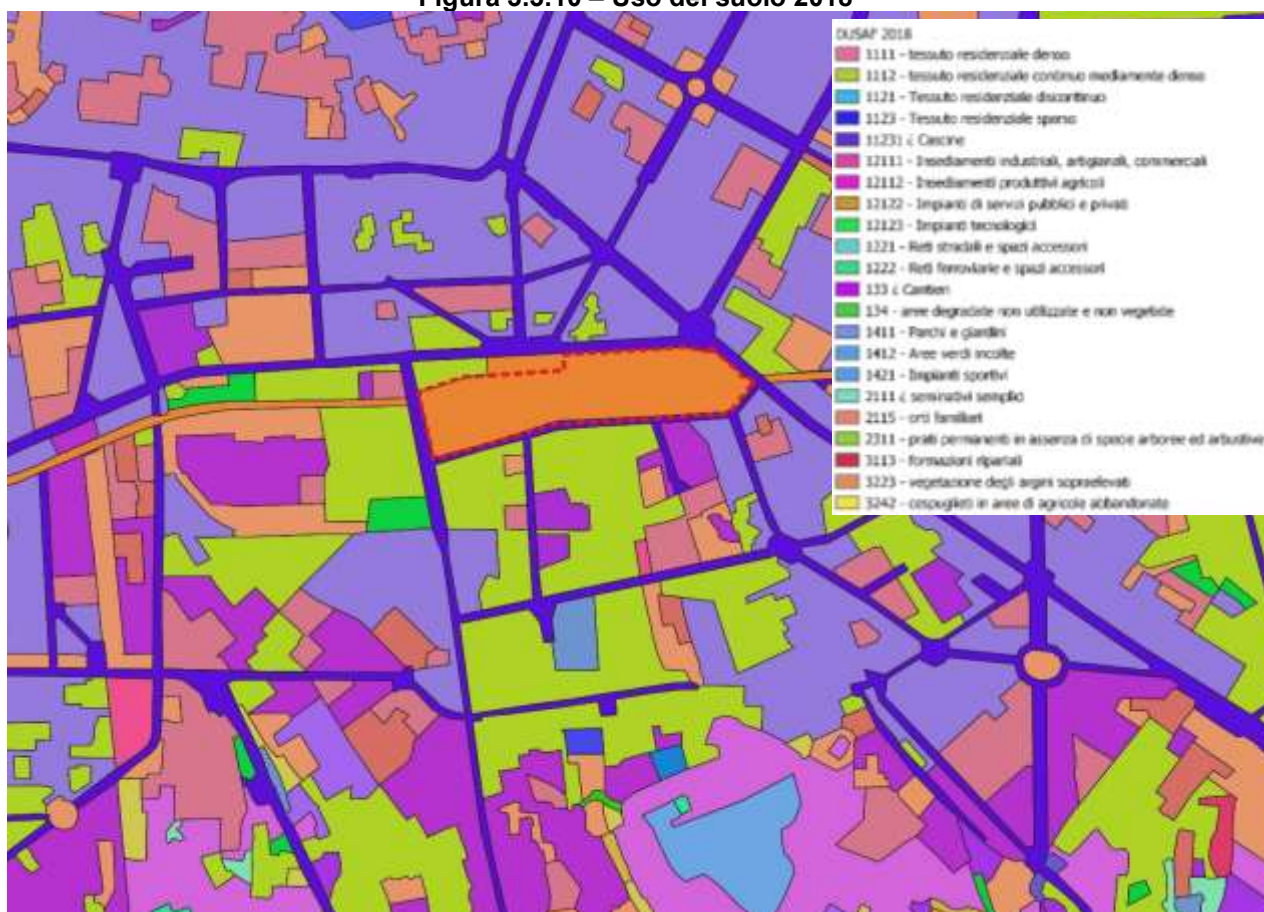 Figura 5.3.10 – Uso del suolo 2018
DUSAF 2018
1111 - tessuto residenziale denso
1112 - tessuto residenziale continuo mediamente denso
1121 - Tessuto residenziale discontinuo
1123 - Tessuto residenziale sparso
11231 ¿ Cascine
12111 - Insediamenti industriali, artigianali, commerciali
12112 - Insediamenti produttivi agricoli
12122 - Impianti di servizi pubblici e privati
12123 - Impianti tecnologici
1221 - Reti stradali e spazi accessori
1222 - Reti ferroviarie e spazi accessori
133 ¿ Cantieri
134 - aree degradate non utilizzate e non vegetate
1411 - Parchi e giardini
1412 - Aree verdi incolte
1421 - Impianti sportivi
2111 ¿ seminativi semplici
2115 - orti familiari
2311 - prati permanenti in assenza di specie arboree ed arbustive
3113 - formazioni ripariali
3223 - vegetazione degli argini sopraelevati
3242 - cespuglieti in aree di agricole abbandonate